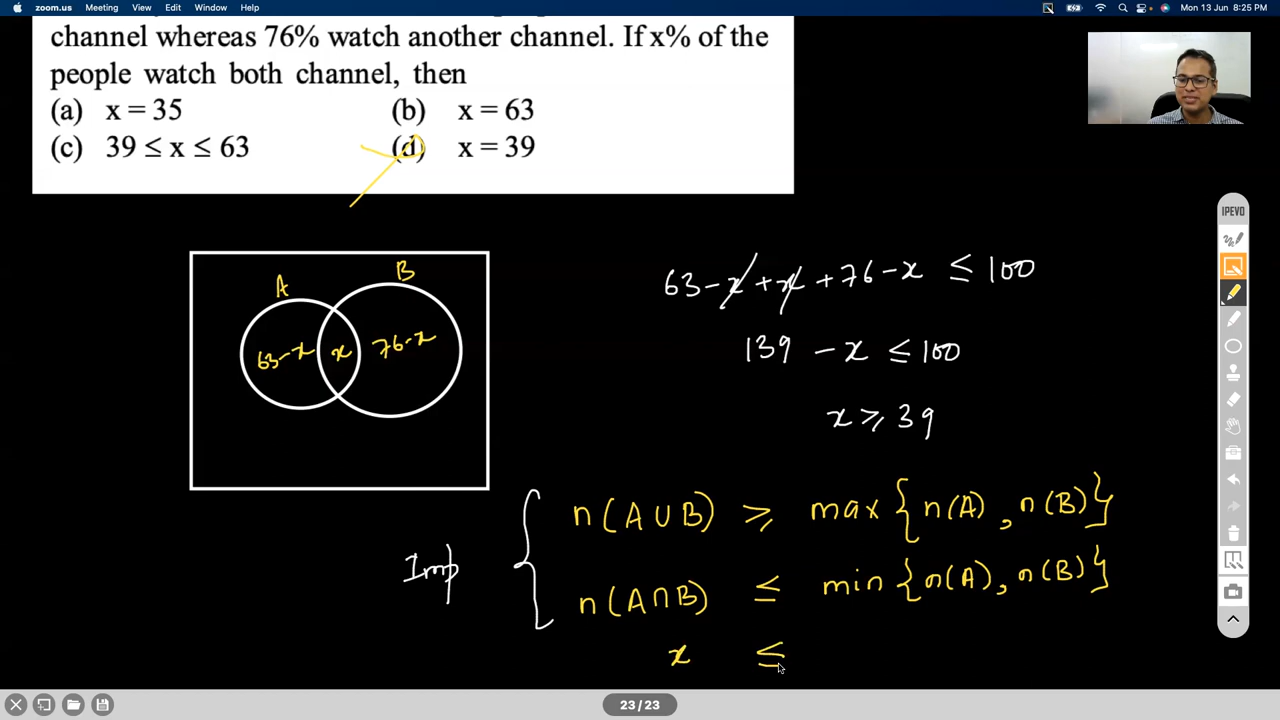 zoom.us Meeting View Edit Window Help Mon 13 Jun 8:25 PM
channel whereas 76% watch another channel. If x% of the
people watch both channel, then
(a) x = 35 (b) x = 63
(c) 39 ≤ x ≤ 63 (d) x = 39
IPEVO
A B
63-x x 76-x
63-x+x+76-x ≤ 100
139 -x ≤ 100
x ≥ 39
n(A∪B) ≥ max{n(A), n(B)}
Imp
n(A∩B) ≤ min{n(A), n(B)}
x ≤
23/23